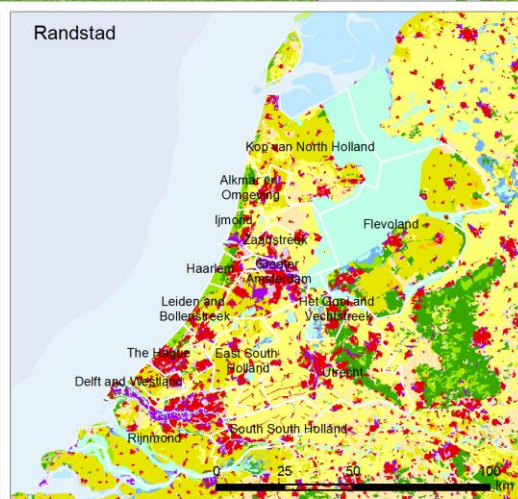 Randstad
Kop van North Holland
Alkmar en
Omgeving
Ijmond
Zaanstreek
Flevoland
Haarlem
Greater
Amsterdam
Leiden and
Bollenstreek
Het Gooi and
Vechtstreek
The Hague
East South
Holland
Delft and Westland
Utrecht
Rijnmond
South South Holland
0 25 50 100
km